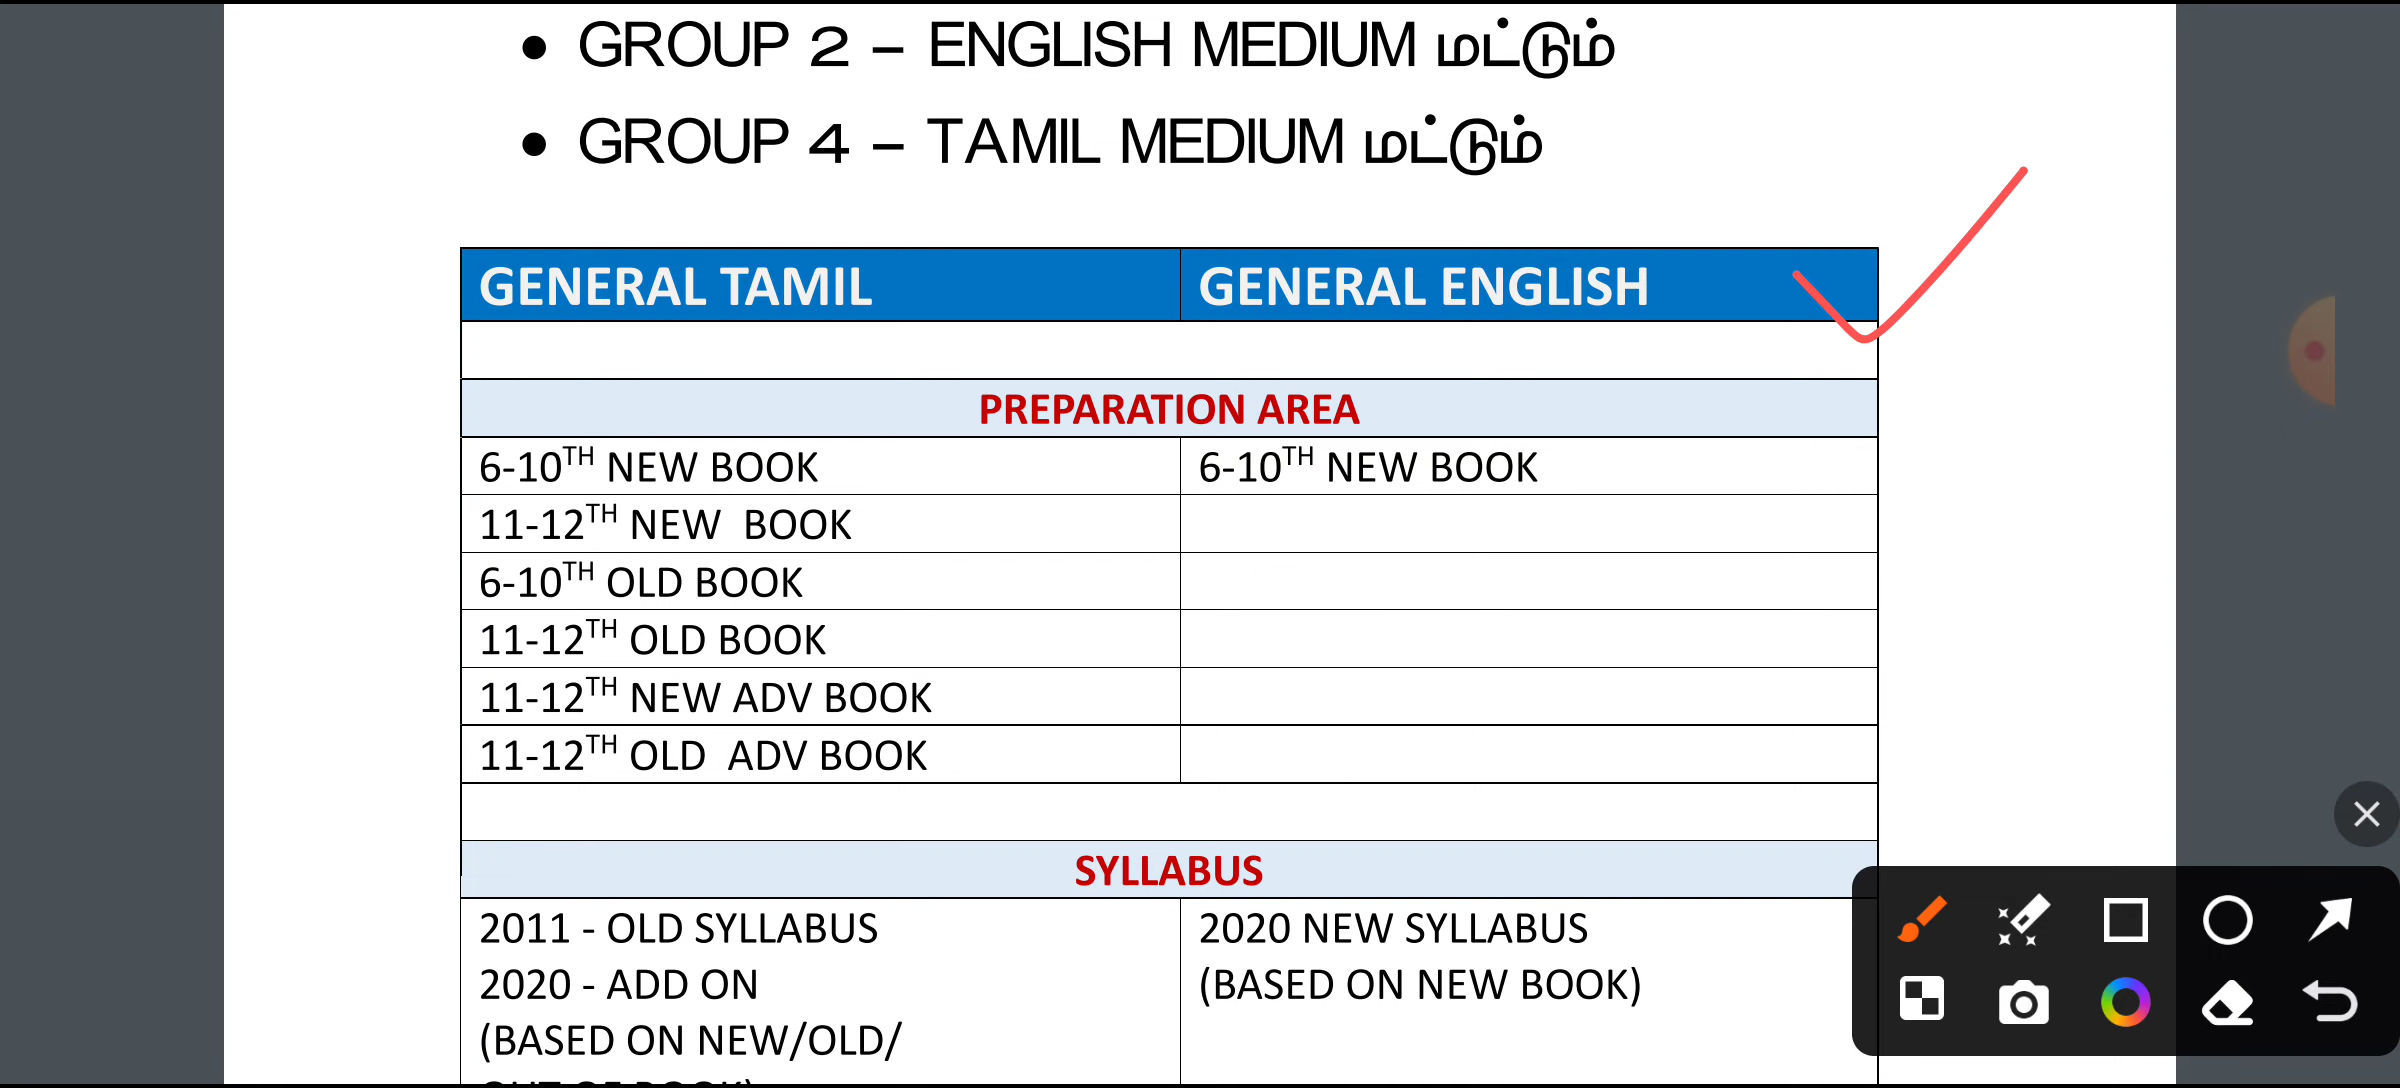 • GROUP 2 – ENGLISH MEDIUM மட்டும்
• GROUP 4 – TAMIL MEDIUM மட்டும்
GENERAL TAMIL GENERAL ENGLISH
PREPARATION AREA
6-10TH NEW BOOK 6-10TH NEW BOOK
11-12TH NEW BOOK
6-10TH OLD BOOK
11-12TH OLD BOOK
11-12TH NEW ADV BOOK
11-12TH OLD ADV BOOK
SYLLABUS
2011 - OLD SYLLABUS 2020 NEW SYLLABUS
2020 - ADD ON (BASED ON NEW BOOK)
(BASED ON NEW/OLD/